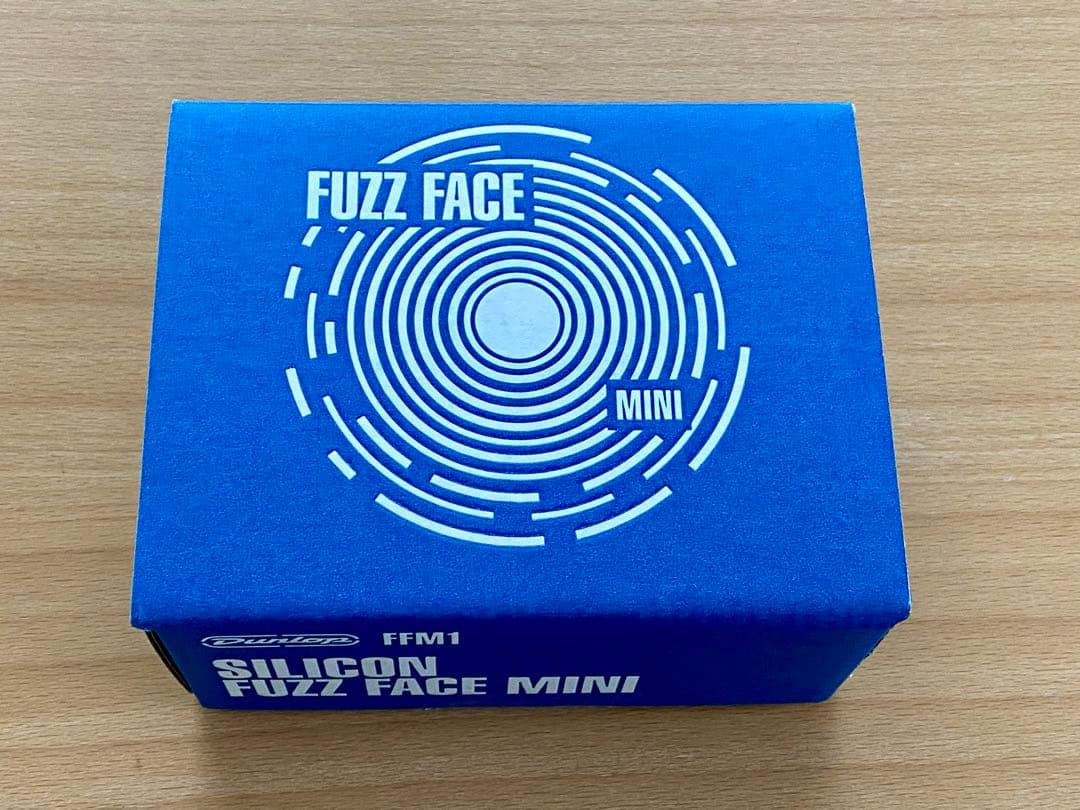 FUZZ FACE
MINI
Dunlop FFM1
SILICON
FUZZ FACE MINI